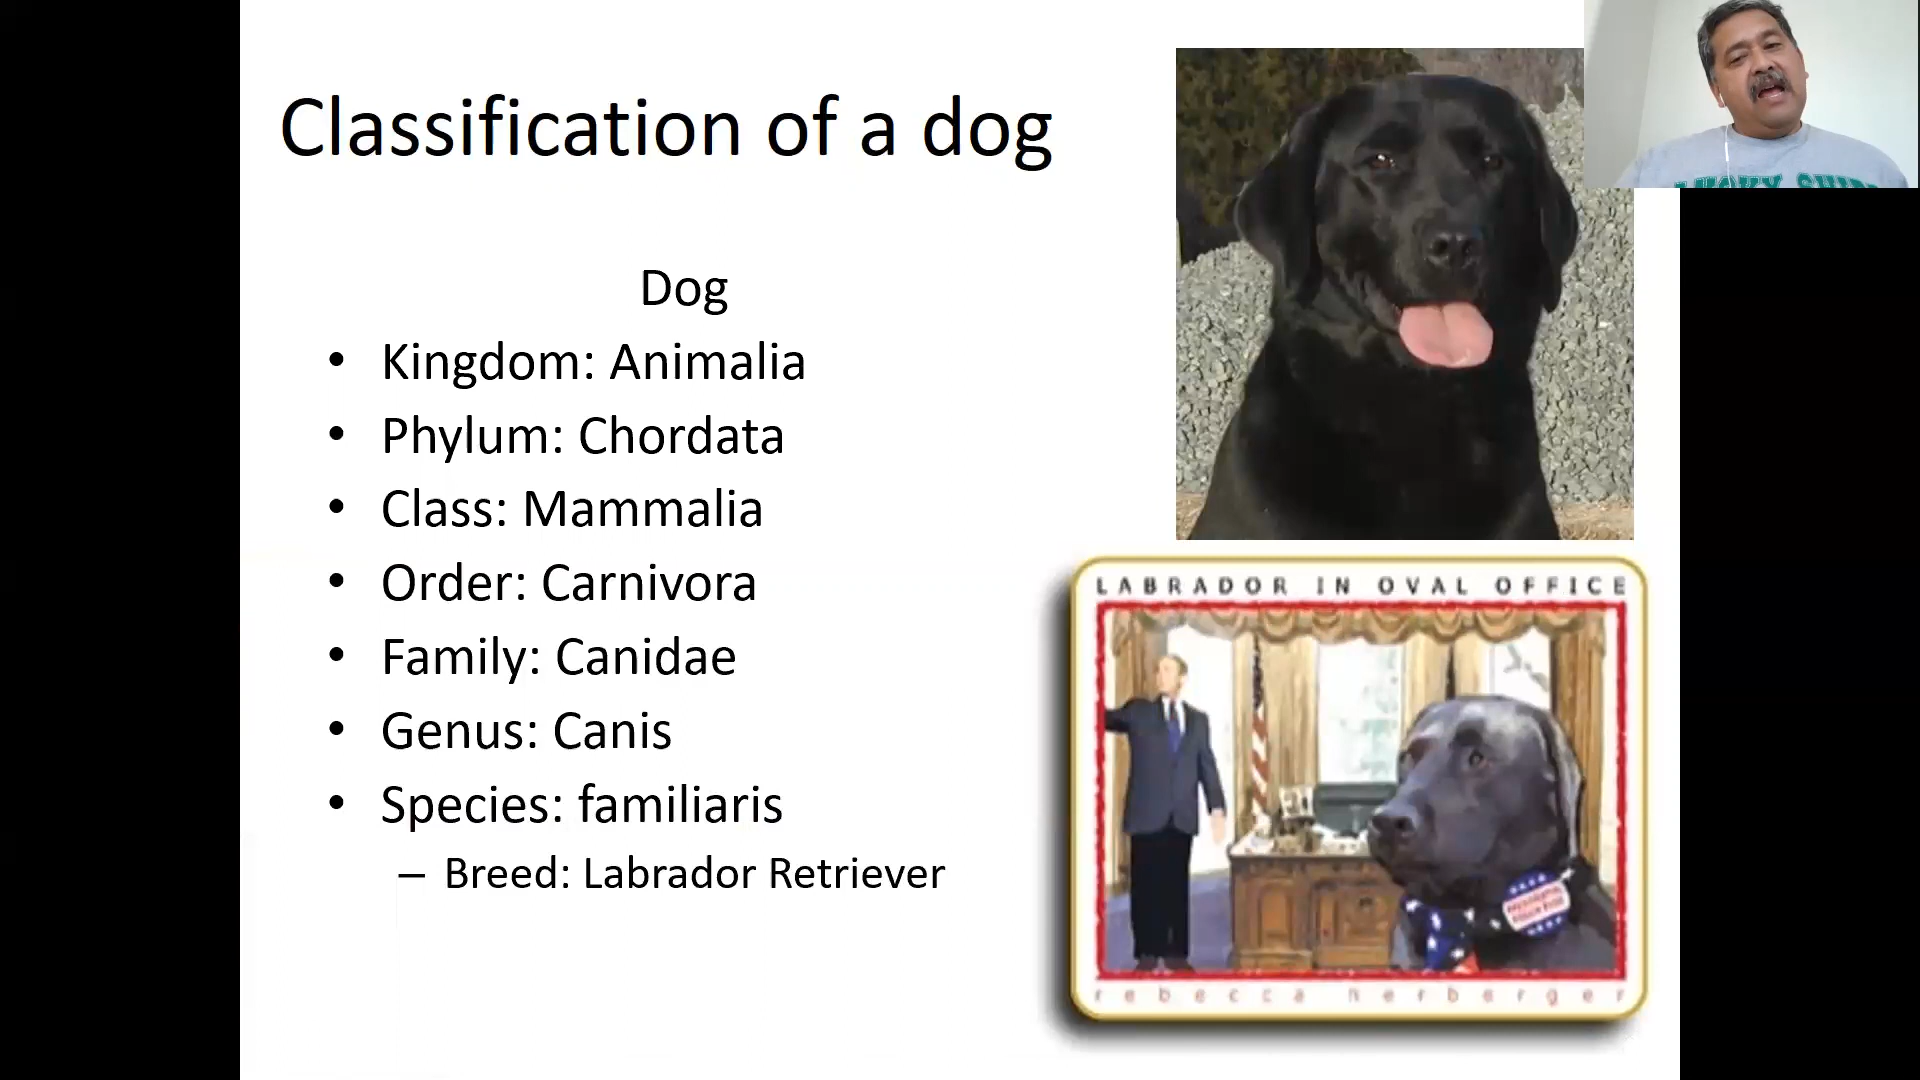 Classification of a dog
Dog
• Kingdom: Animalia
• Phylum: Chordata
• Class: Mammalia
• Order: Carnivora
• Family: Canidae
• Genus: Canis
• Species: familiaris
– Breed: Labrador Retriever
LABRADOR IN OVAL OFFICE
rebecca nerberger